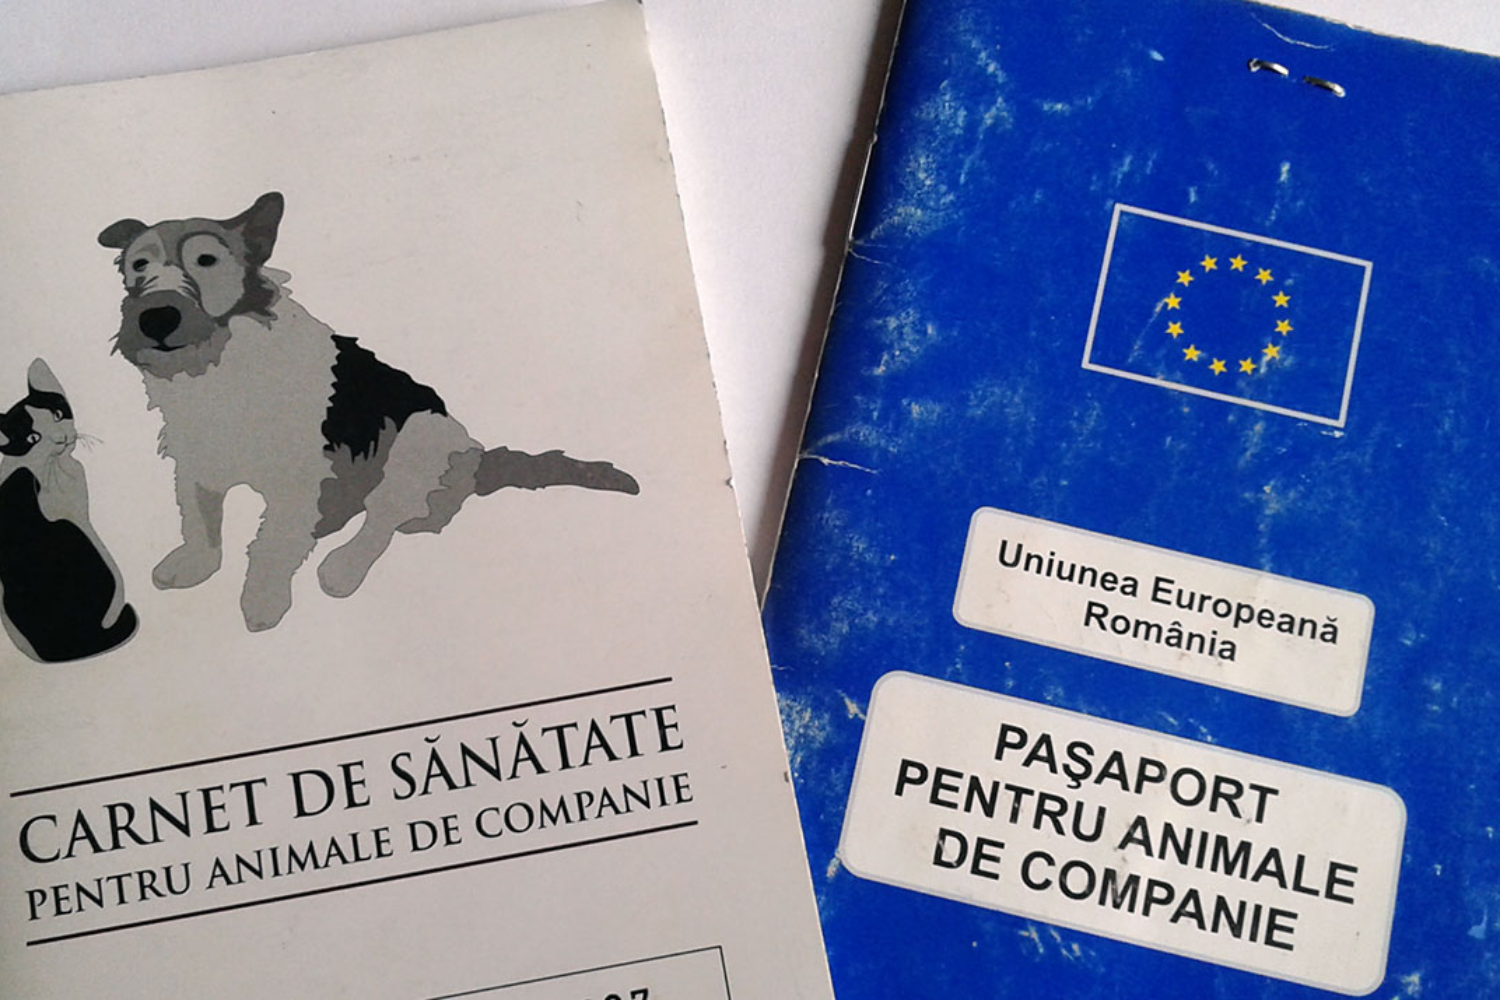 CARNET DE SĂNĂTATE
PENTRU ANIMALE DE COMPANIE
Uniunea Europeană
România
PAŞAPORT
PENTRU ANIMALE
DE COMPANIE